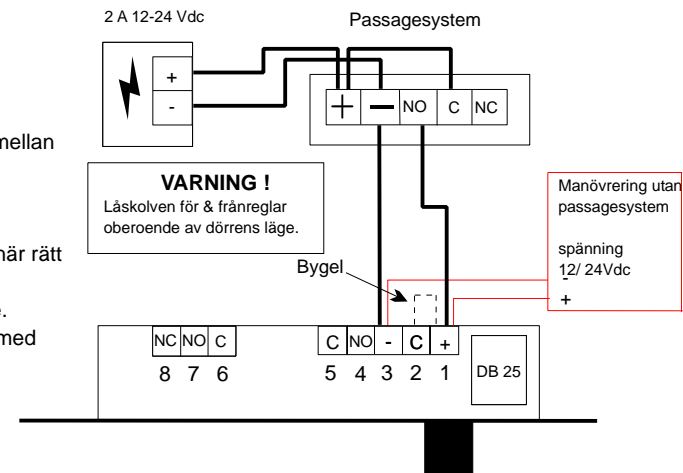 2 A 12-24 Vdc
Passagesystem
+
-
+ - NO C NC
mellan
VARNING !
Låskolven för & frånreglar
oberoende av dörrens läge.
Manövrering utan
passagesystem
spänning
12/ 24Vdc
-
+
när rätt
Bygel
e.
med
NC NO C
C NO - C +
DB 25
8 7 6
5 4 3 2 1